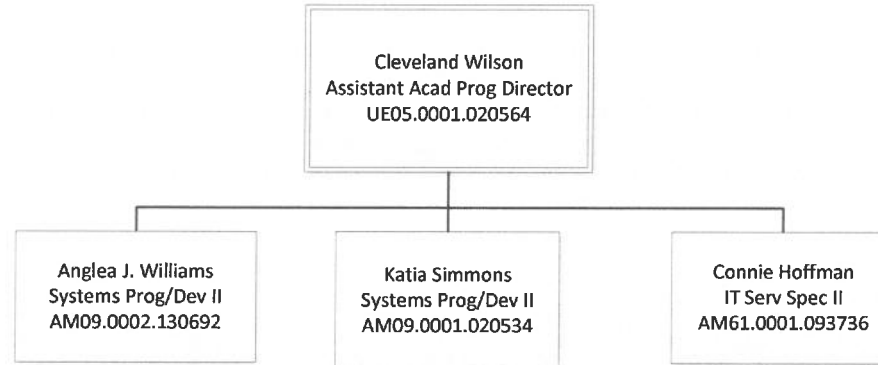 Cleveland Wilson
Assistant Acad Prog Director
UE05.0001.020564
Anglea J. Williams
Systems Prog/Dev II
AM09.0002.130692
Katia Simmons
Systems Prog/Dev II
AM09.0001.020534
Connie Hoffman
IT Serv Spec II
AM61.0001.093736